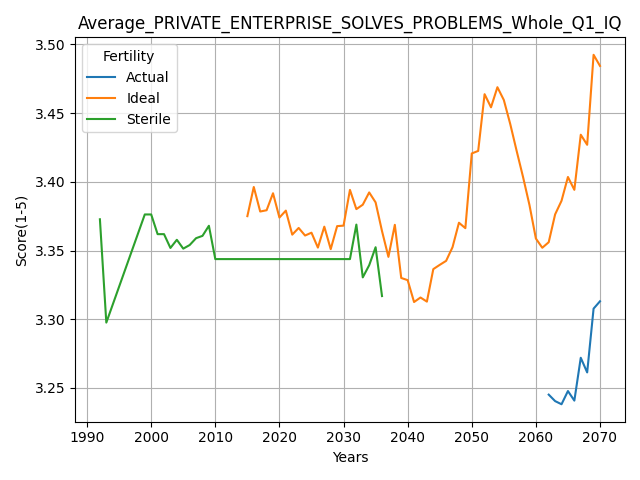 Average_PRIVATE_ENTERPRISE_SOLVES_PROBLEMS_Whole_Q1_IQ
Fertility
Actual
Ideal
Sterile
Score(1-5)
3.50
3.45
3.40
3.35
3.30
3.25
1990 2000 2010 2020 2030 2040 2050 2060 2070
Years